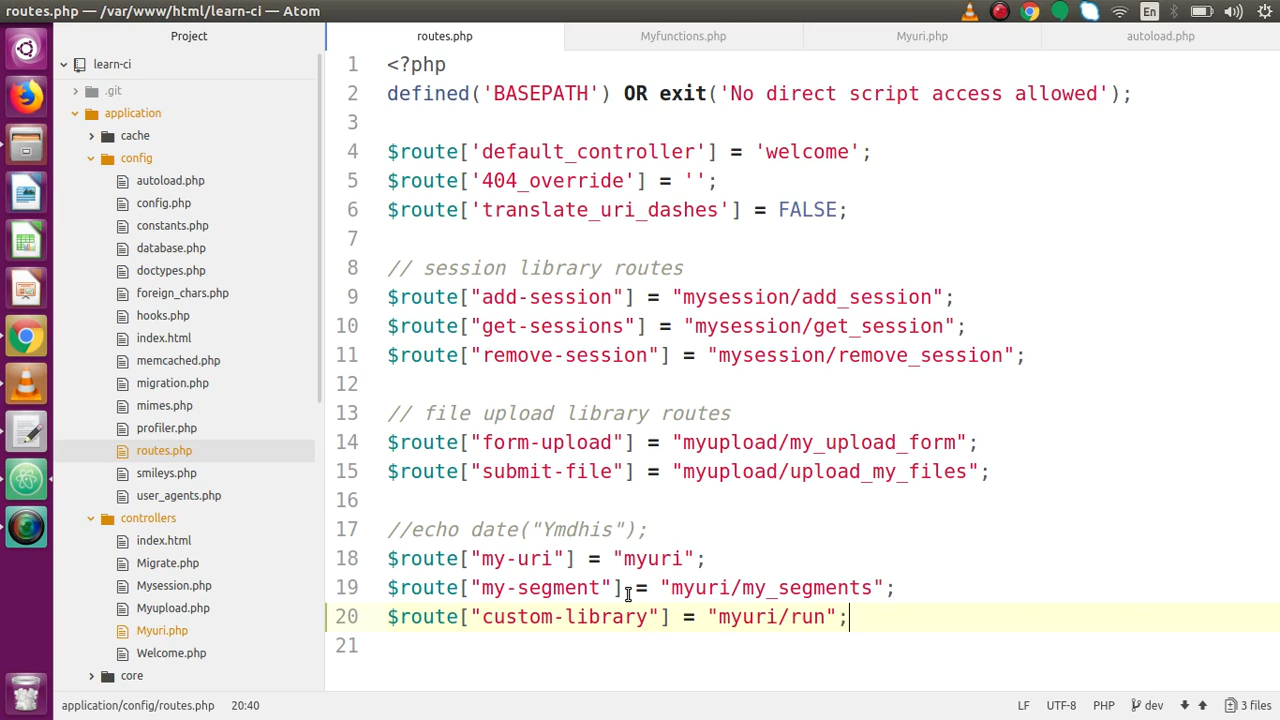 routes.php — /var/www/html/learn-ci — Atom
En
Project
learn-ci
.git
application
cache
config
autoload.php
config.php
constants.php
database.php
doctypes.php
foreign_chars.php
hooks.php
index.html
memcached.php
migration.php
mimes.php
profiler.php
routes.php
smileys.php
user_agents.php
controllers
index.html
Migrate.php
Mysession.php
Myupload.php
Myuri.php
Welcome.php
core
routes.php
Myfunctions.php
Myuri.php
autoload.php
1 <?php
2 defined('BASEPATH') OR exit('No direct script access allowed');
3
4 $route['default_controller'] = 'welcome';
5 $route['404_override'] = '';
6 $route['translate_uri_dashes'] = FALSE;
7
8 // session library routes
9 $route["add-session"] = "mysession/add_session";
10 $route["get-sessions"] = "mysession/get_session";
11 $route["remove-session"] = "mysession/remove_session";
12
13 // file upload library routes
14 $route["form-upload"] = "myupload/my_upload_form";
15 $route["submit-file"] = "myupload/upload_my_files";
16
17 //echo date("Ymdhis");
18 $route["my-uri"] = "myuri";
19 $route["my-segment"] = "myuri/my_segments";
20 $route["custom-library"] = "myuri/run";
21
application/config/routes.php 20:40
LF UTF-8 PHP dev 3 files